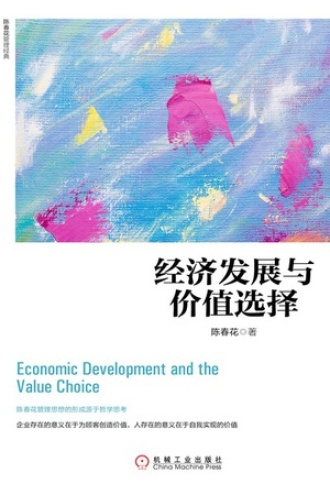 陈春花管理经典
经济发展与
价值选择
陈春花◎著
Economic Development and the
Value Choice
陈春花管理思想的形成源于哲学思考
企业存在的意义在于为顾客创造价值，人存在的意义在于自我实现的价值
机械工业出版社
China Machine Press